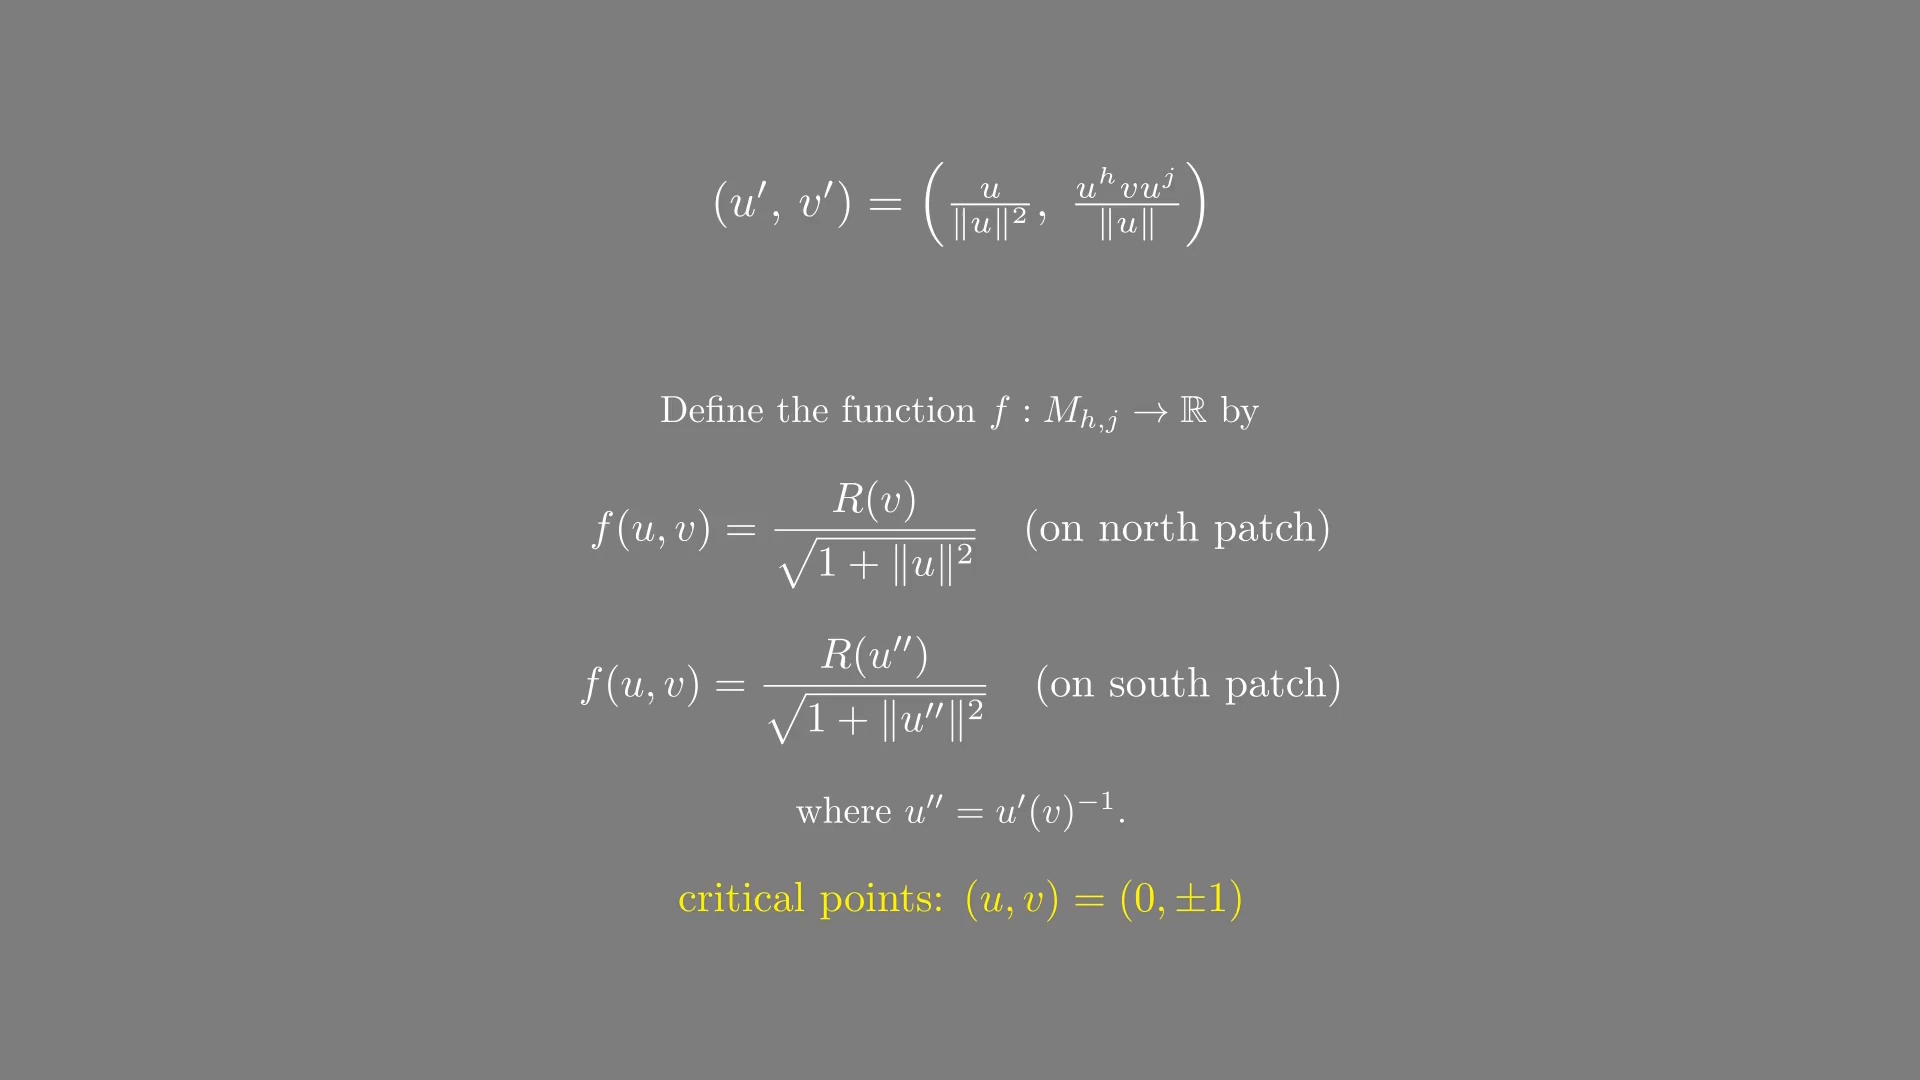 (u′, v′) = (u/‖u‖², uʰvuʲ/‖u‖)
Define the function f : M_{h,j} → ℝ by
f(u, v) = R(v)/√(1 + ‖u‖²) (on north patch)
f(u, v) = R(u″)/√(1 + ‖u″‖²) (on south patch)
where u″ = u′(v)⁻¹.
critical points: (u, v) = (0, ±1)